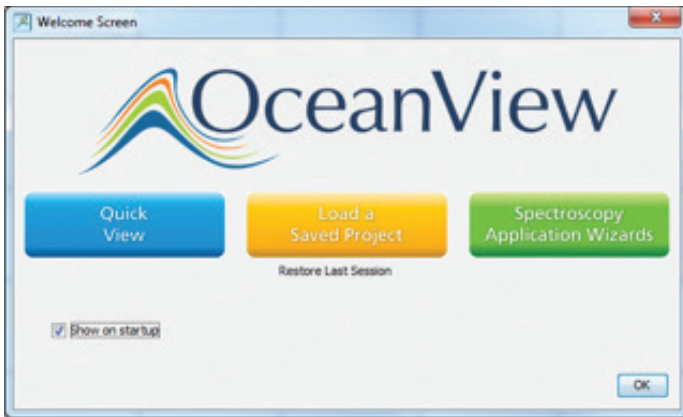 Welcome Screen
OceanView
Quick
View
Load a
Saved Project
Spectroscopy
Application Wizards
Restore Last Session
Show on startup
OK